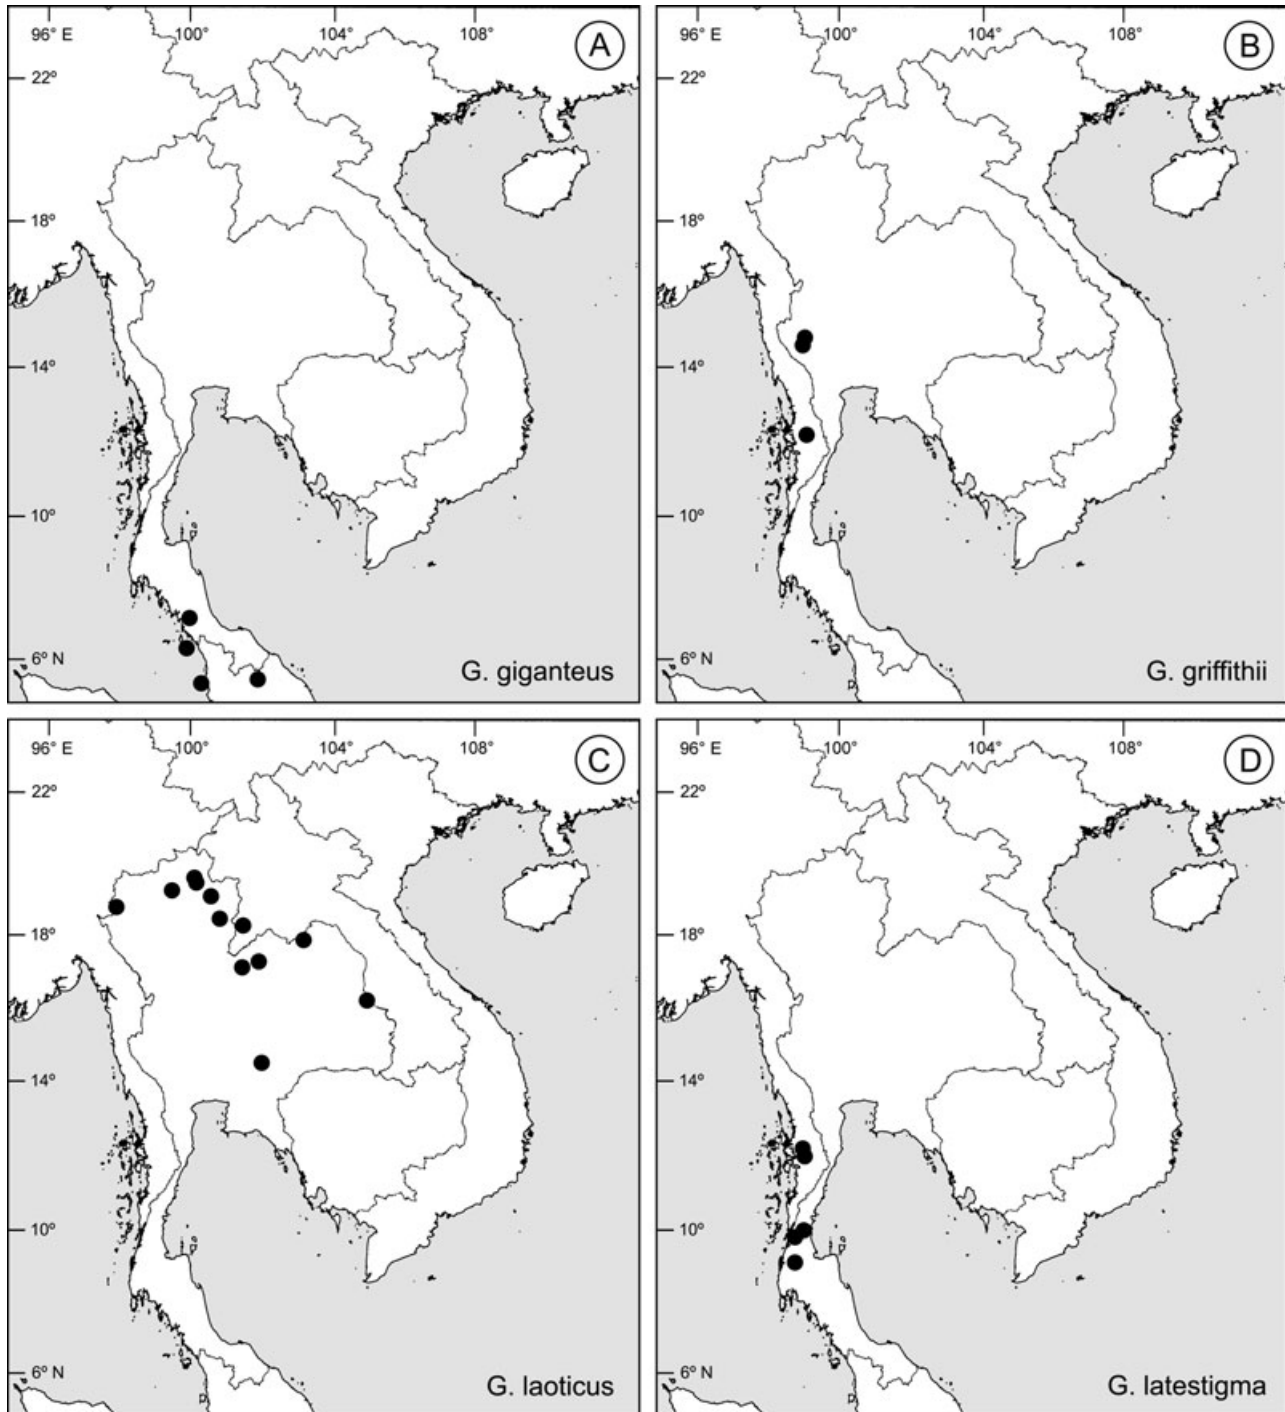 96° E 100° 104° 108° A
22°
18°
14°
10°
6° N
G. giganteus
96° E 100° 104° 108° B
22°
18°
14°
10°
6° N
G. griffithii
96° E 100° 104° 108° C
22°
18°
14°
10°
6° N
G. laoticus
96° E 100° 104° 108° D
22°
18°
14°
10°
6° N
G. latestigma